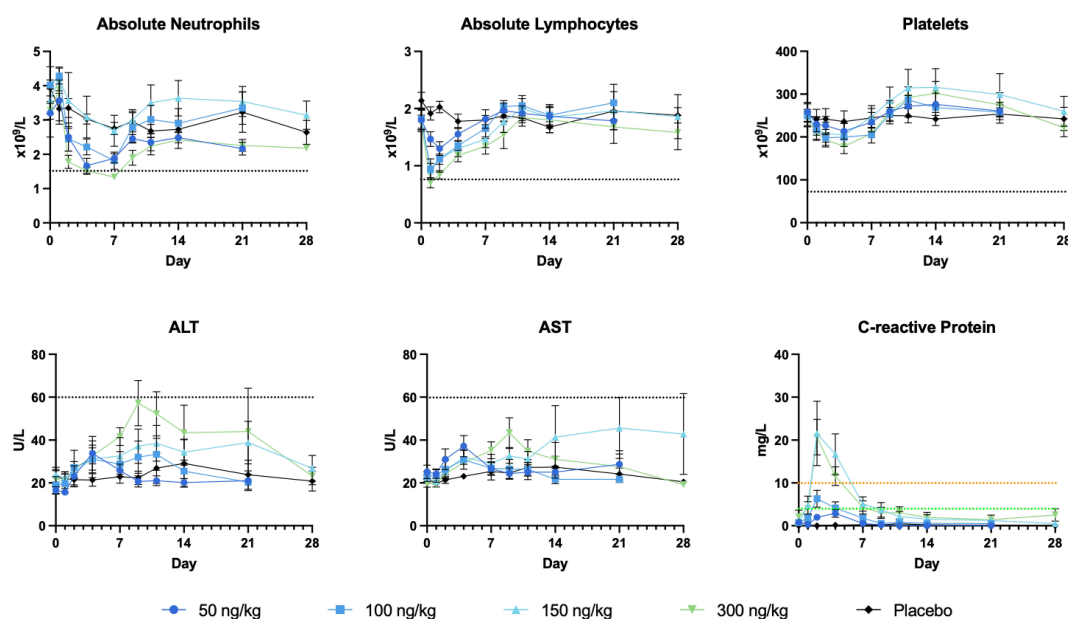 Absolute Neutrophils
Absolute Lymphocytes
Platelets
5
4
3
2
1
0
x10⁹/L
0
7
14
21
28
Day
3
2
1
0
x10⁹/L
0
7
14
21
28
Day
400
300
200
100
0
x10⁹/L
0
7
14
21
28
Day
ALT
AST
C-reactive Protein
80
60
40
20
0
U/L
0
7
14
21
28
Day
80
60
40
20
0
U/L
0
7
14
21
28
Day
40
30
20
10
0
mg/L
0
7
14
21
28
Day
50 ng/kg
100 ng/kg
150 ng/kg
300 ng/kg
Placebo